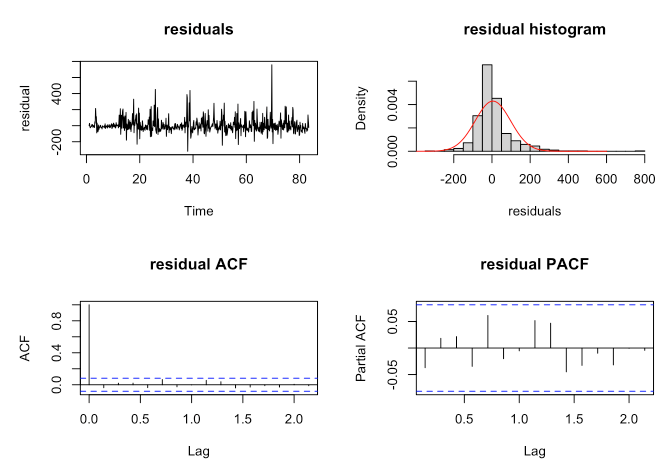 residuals
residual
400
-200
0 20 40 60 80
Time
residual histogram
Density
0.004
0.000
-200 0 200 400 600 800
residuals
residual ACF
ACF
0.8
0.4
0.0
0.0 0.5 1.0 1.5 2.0
Lag
residual PACF
Partial ACF
0.05
-0.05
0.5 1.0 1.5 2.0
Lag